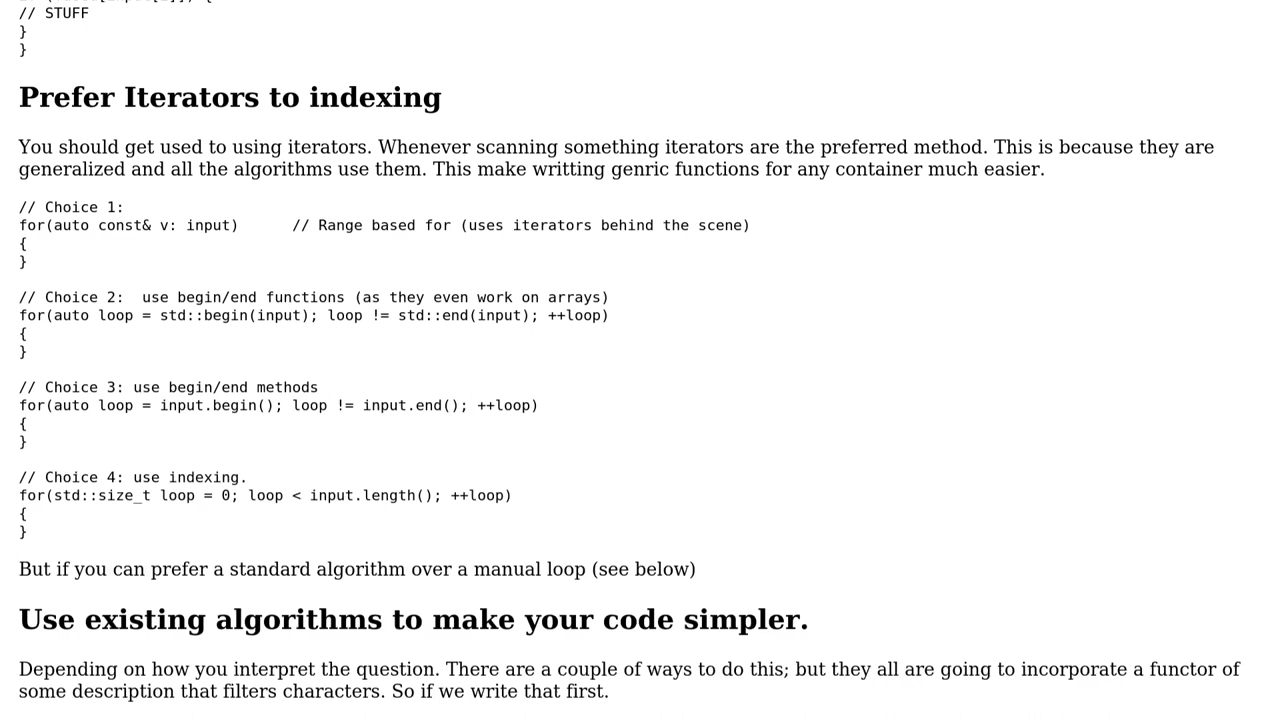 // STUFF
}
}
Prefer Iterators to indexing
You should get used to using iterators. Whenever scanning something iterators are the preferred method. This is because they are
generalized and all the algorithms use them. This make writting genric functions for any container much easier.
// Choice 1:
for(auto const& v: input)      // Range based for (uses iterators behind the scene)
{
}
// Choice 2:  use begin/end functions (as they even work on arrays)
for(auto loop = std::begin(input); loop != std::end(input); ++loop)
{
}
// Choice 3: use begin/end methods
for(auto loop = input.begin(); loop != input.end(); ++loop)
{
}
// Choice 4: use indexing.
for(std::size_t loop = 0; loop < input.length(); ++loop)
{
}
But if you can prefer a standard algorithm over a manual loop (see below)
Use existing algorithms to make your code simpler.
Depending on how you interpret the question. There are a couple of ways to do this; but they all are going to incorporate a functor of
some description that filters characters. So if we write that first.